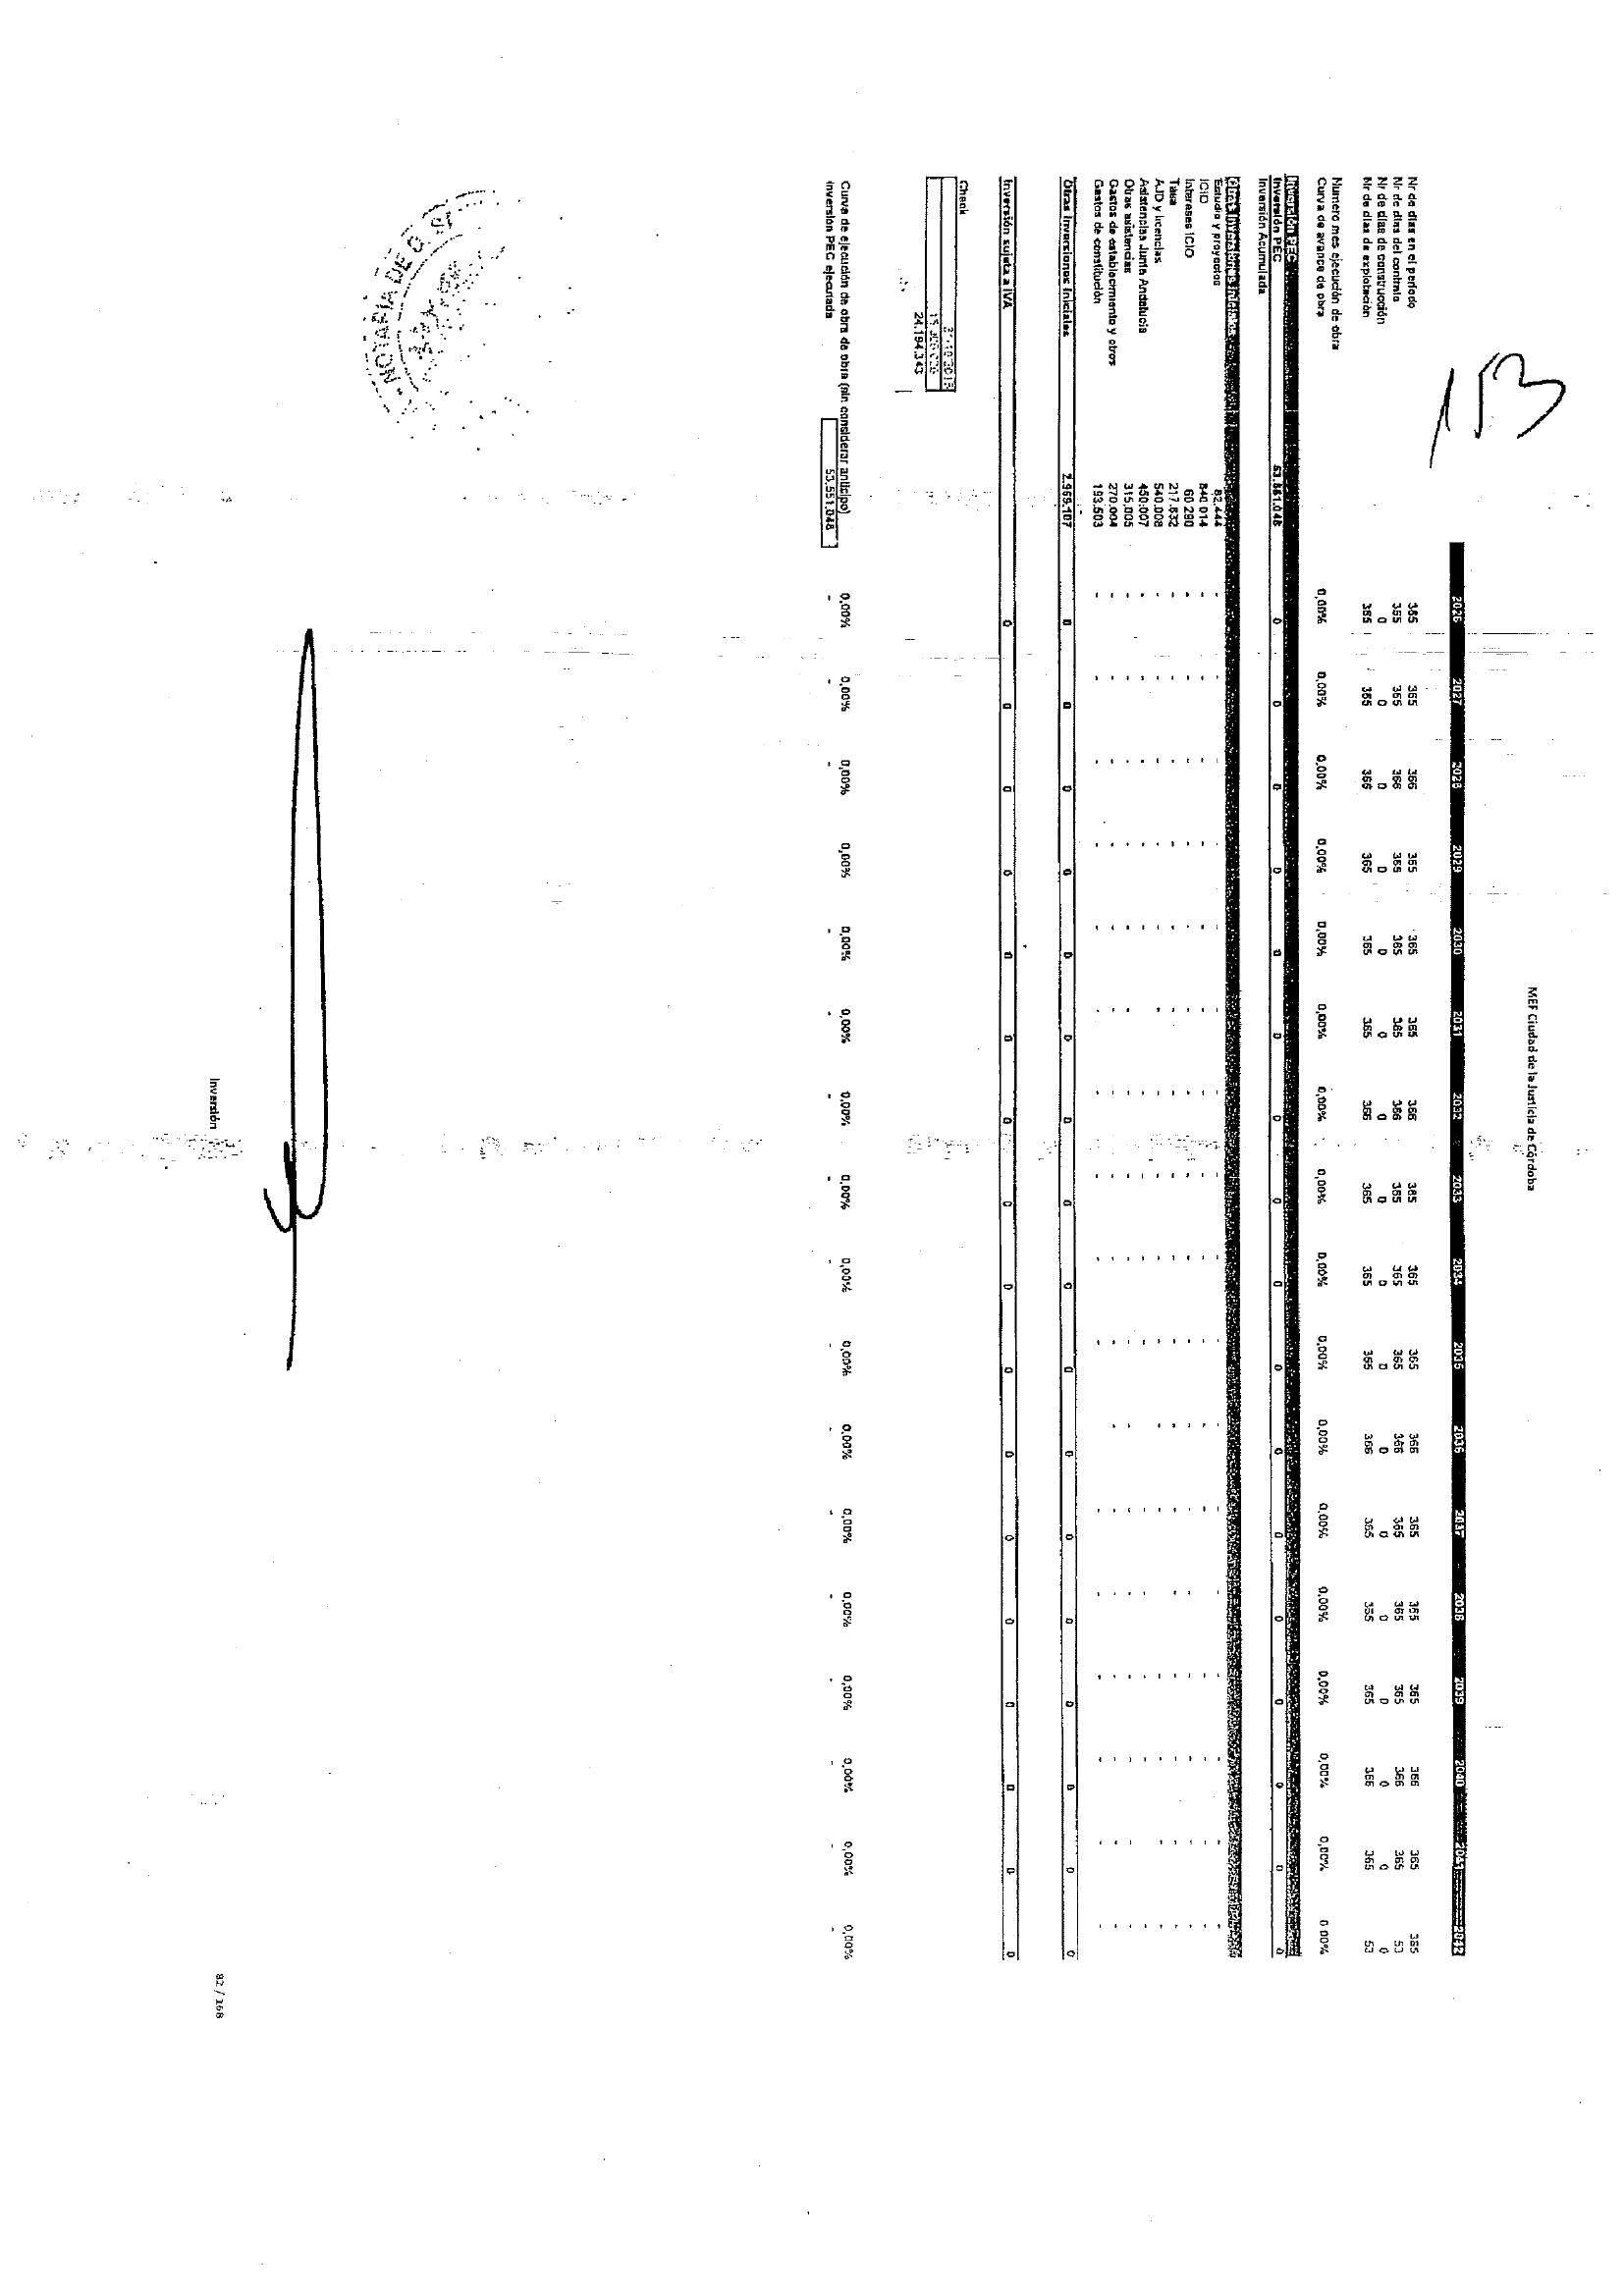 153
MEF Ciudad de la Justicia de Córdoba
2026 2027 2028 2029 2030 2031 2032 2033 2034 2035 2036 2037 2038 2039 2040 2041 2042
Nr de días en el periodo 365 365 366 365 365 365 366 365 365 365 366 365 365 365 366 365 365
Nr de días del contrato 365 365 366 365 365 365 366 365 365 365 366 365 365 365 366 365 53
Nr de días de construcción 0 0 0 0 0 0 0 0 0 0 0 0 0 0 0 0 0
Nr de días de explotación 365 365 366 365 365 365 366 365 365 365 366 365 365 365 366 365 53
Numero mes ejecución de obra
Curva de avance de obra 0,00% 0,00% 0,00% 0,00% 0,00% 0,00% 0,00% 0,00% 0,00% 0,00% 0,00% 0,00% 0,00% 0,00% 0,00% 0,00% 0,00%
Inversión PEC
Inversión PEC 53.551.048 0 0 0 0 0 0 0 0 0 0 0 0 0 0 0 0 0
Inversión Acumulada
Estudio y proyectos 82.444 - - - - - - - - - - - - - - - - -
ICIO 840.014 - - - - - - - - - - - - - - - -
Intereses ICIO 60.290 - - - - - - - - - - - - - - - - -
Tasa 217.832 - - - - - - - - - - - - - - - - -
AJD y licencias 540.008 - - - - - - - - - - - - - - - -
Asistencias Junta Andalucia 450.007 - - - - - - - - - - - - - - -
Otras asistencias 315.005 - - - - - - - - - - - - - - - - -
Gastos de establecimiento y otros 270.004 - - - - - - - - - - - - - - - - -
Gastos de constitución 193.503 - - - - - - - - - - - - - - - -
Otras Inversiones Iniciales 2.969.107 0 0 0 0 0 0 0 0 0 0 0 0 0 0 0 0 0
Inversión sujeta a IVA 0 0 0 0 0 0 0 0 0 0 0 0 0 0 0 0 0
Check
24.194.343
Curva de ejecución de obra de obra (sin considerar anticipo) 0,00% 0,00% 0,00% 0,00% 0,00% 0,00% 0,00% 0,00% 0,00% 0,00% 0,00% 0,00% 0,00% 0,00% 0,00% 0,00% 0,00%
Inversion PEC ejecutada 53.551.048 - - - - - - - - - - - - - - - - -
NOTARIA DE
Inversión
82 / 168